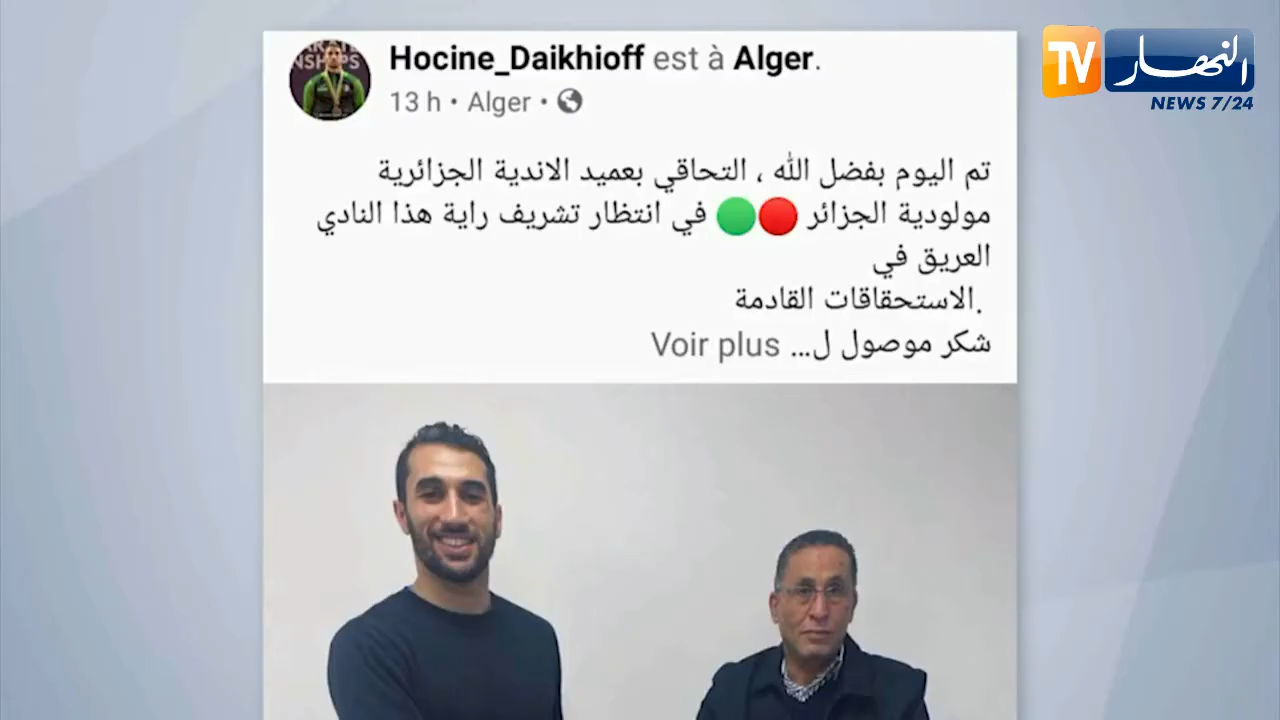 Hocine_Daikhioff est à Alger.
13 h • Alger •
تم اليوم بفضل الله ، التحاقي بعميد الاندية الجزائرية
مولودية الجزائر 🔴🟢 في انتظار تشريف راية هذا النادي
العريق في
.الاستحقاقات القادمة
شكر موصول ل... Voir plus
TV النهار
NEWS 7/24
NSHIPS